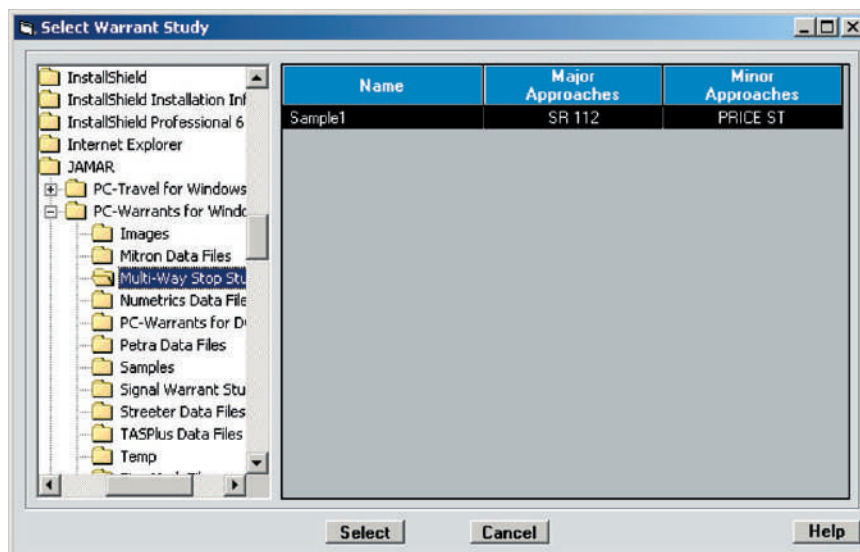 Select Warrant Study
InstallShield
InstallShield Installation Inf
InstallShield Professional 6
Internet Explorer
JAMAR
PC-Travel for Windows
PC-Warrants for Windo
Images
Mitron Data Files
Multi-Way Stop Stu
Numetrics Data File
PC-Warrants for D
Petra Data Files
Samples
Signal Warrant Stu
Streeter Data Files
TASPlus Data Files
Temp
Name
Major
Approaches
Minor
Approaches
Sample1 SR 112 PRICE ST
Select Cancel Help